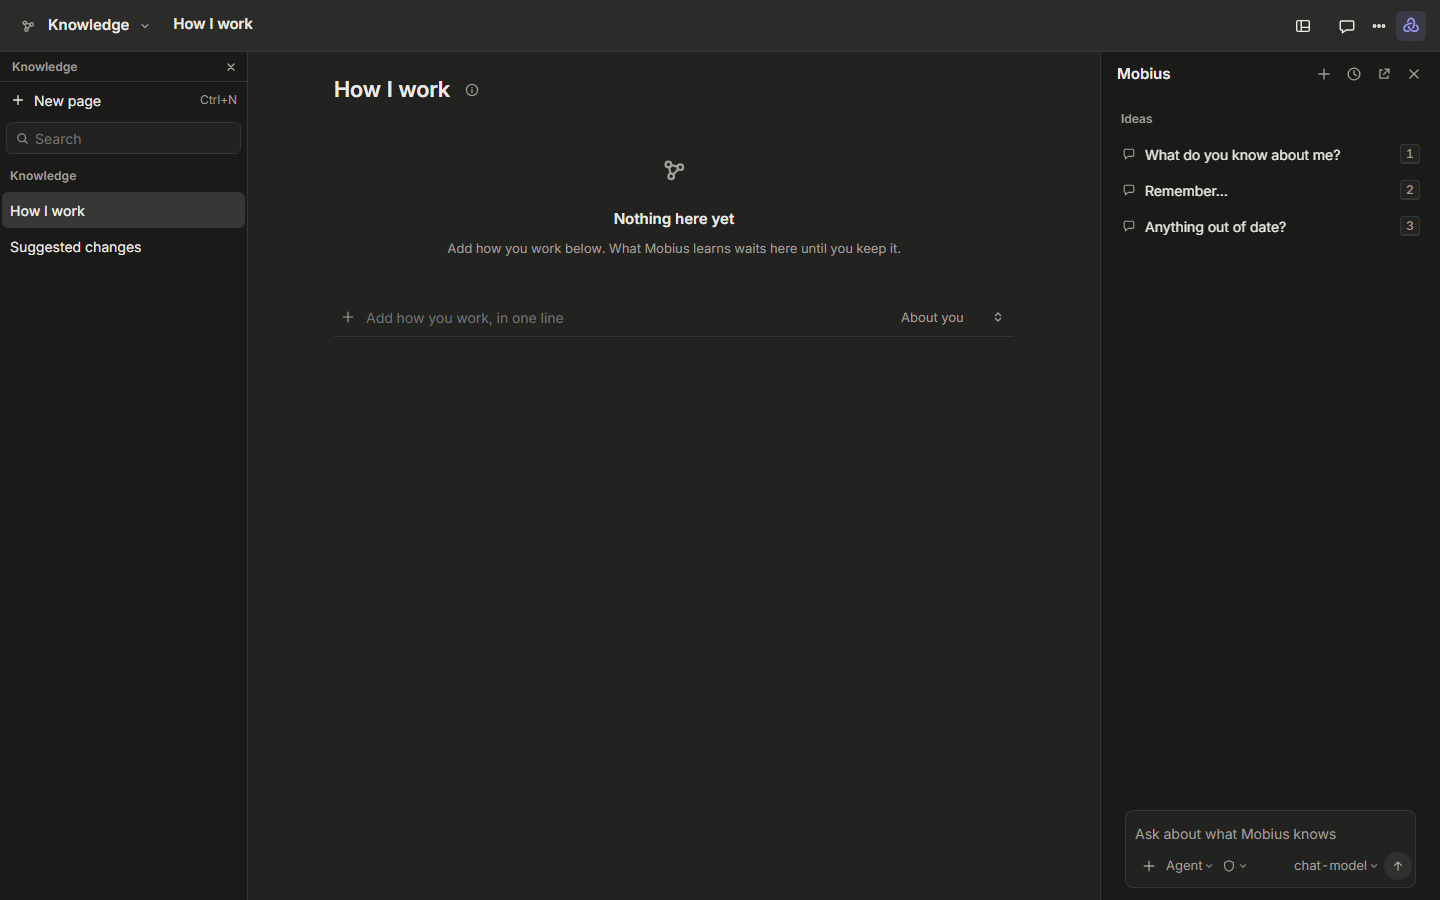 Knowledge
How I work
Knowledge
New page
Ctrl+N
Search
Knowledge
How I work
Suggested changes
How I work
Nothing here yet
Add how you work below. What Mobius learns waits here until you keep it.
Add how you work, in one line
About you
Mobius
Ideas
What do you know about me?
1
Remember...
2
Anything out of date?
3
Ask about what Mobius knows
Agent
chat-model